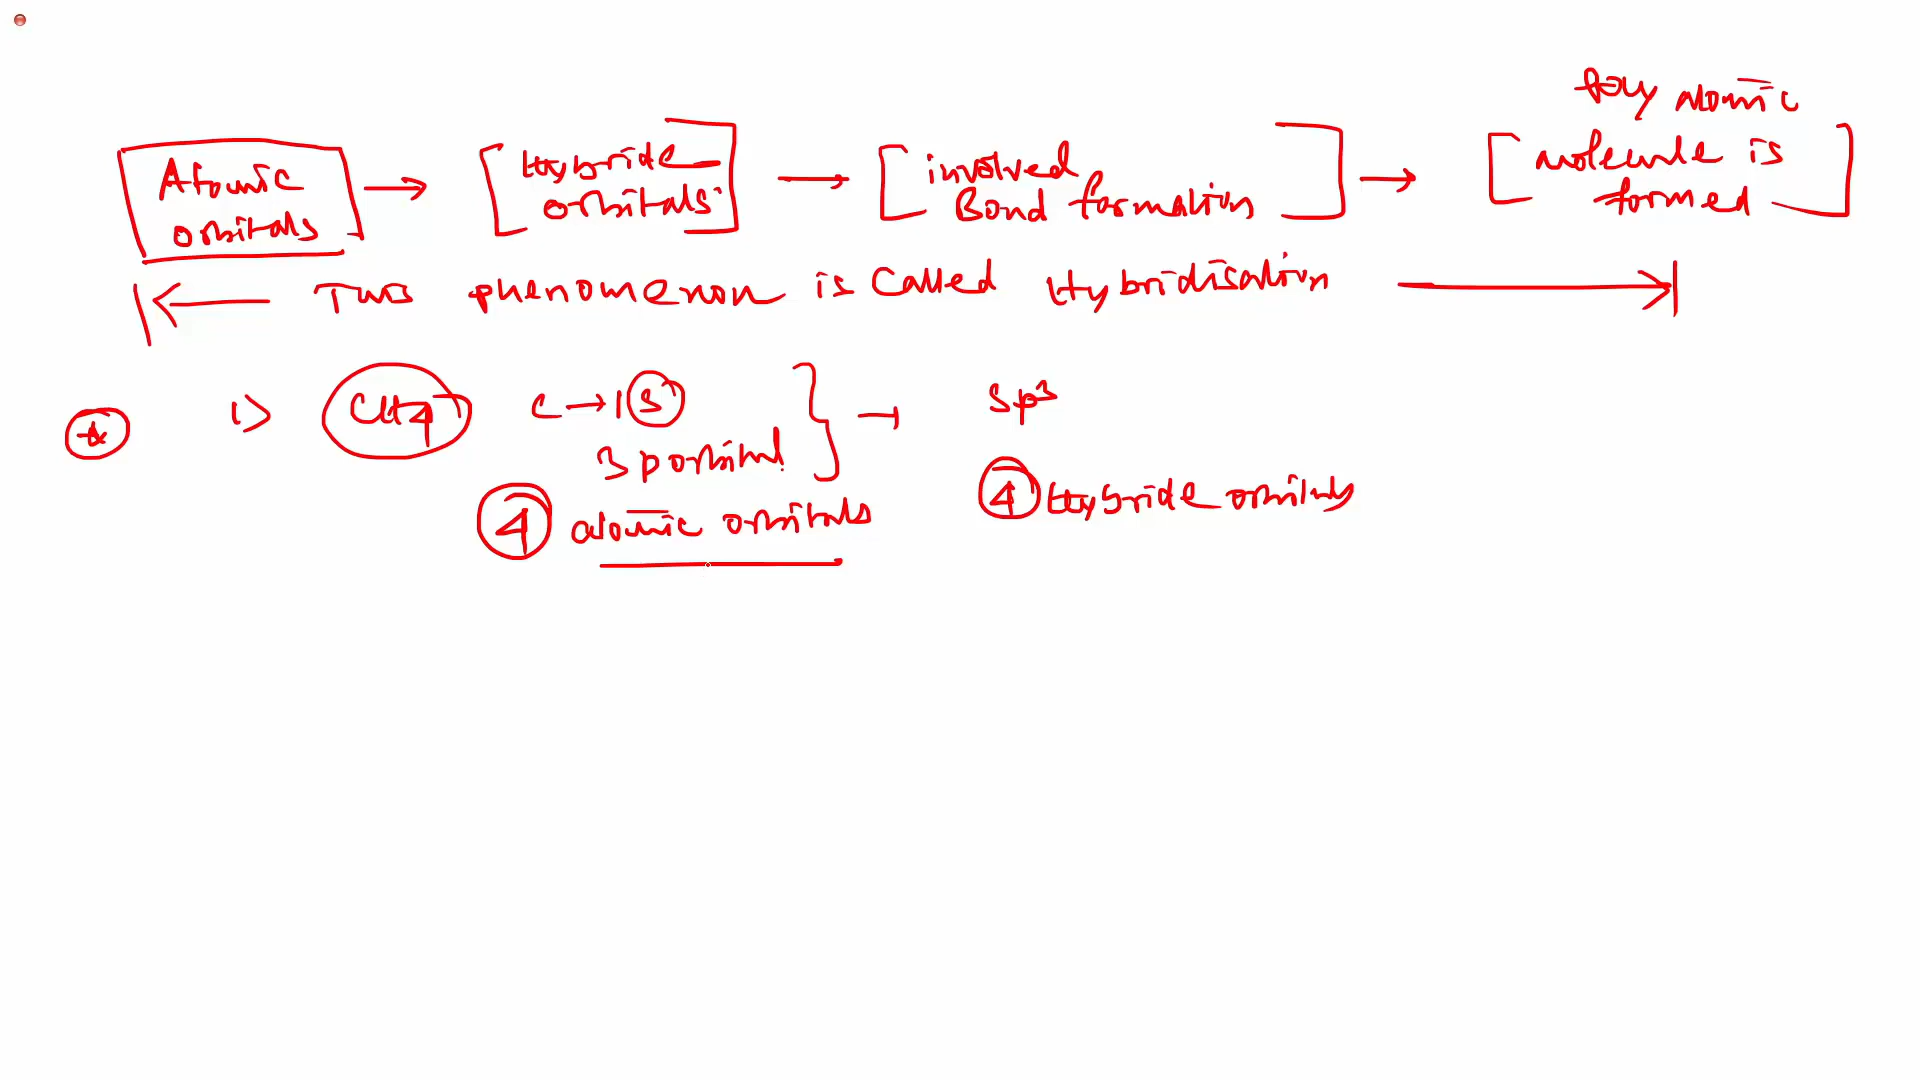 Atomic
orbitals
→
Hybride
orbitals
→
involved
Bond formation
→
Poly atomic
molecule is
formed
This phenomenon is called Hybridisation
1) CH4 C → 1 S
3 p orbital
→ sp³
4 atomic orbitals
4 Hybride orbitals